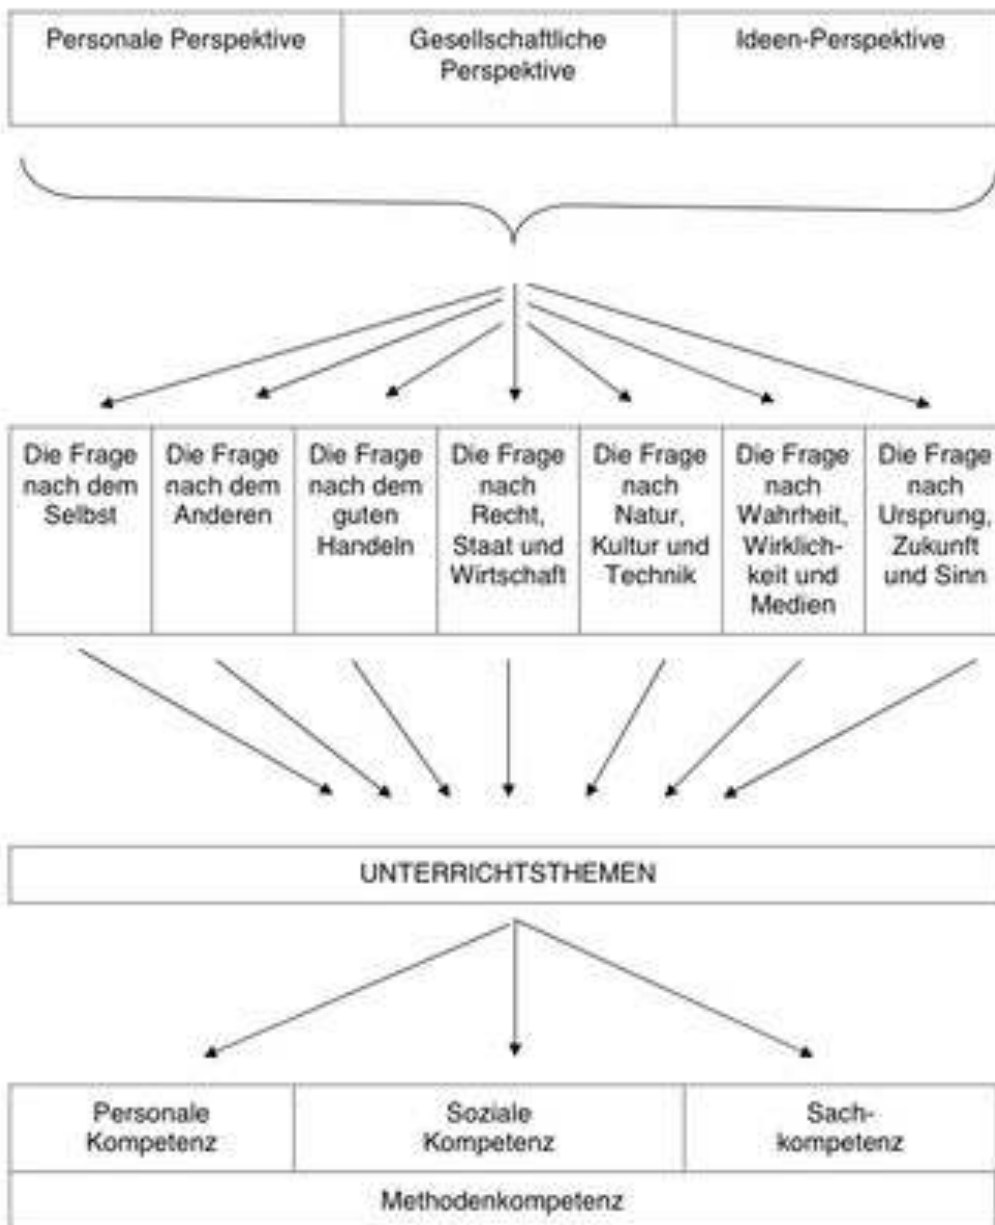 Personale Perspektive
Gesellschaftliche
Perspektive
Ideen-Perspektive
Die Frage
nach dem
Selbst
Die Frage
nach dem
Anderen
Die Frage
nach dem
guten
Handeln
Die Frage
nach
Recht,
Staat und
Wirtschaft
Die Frage
nach
Natur,
Kultur und
Technik
Die Frage
nach
Wahrheit,
Wirklich-
keit und
Medien
Die Frage
nach
Ursprung,
Zukunft
und Sinn
UNTERRICHTSTHEMEN
Personale
Kompetenz
Soziale
Kompetenz
Sach-
kompetenz
Methodenkompetenz